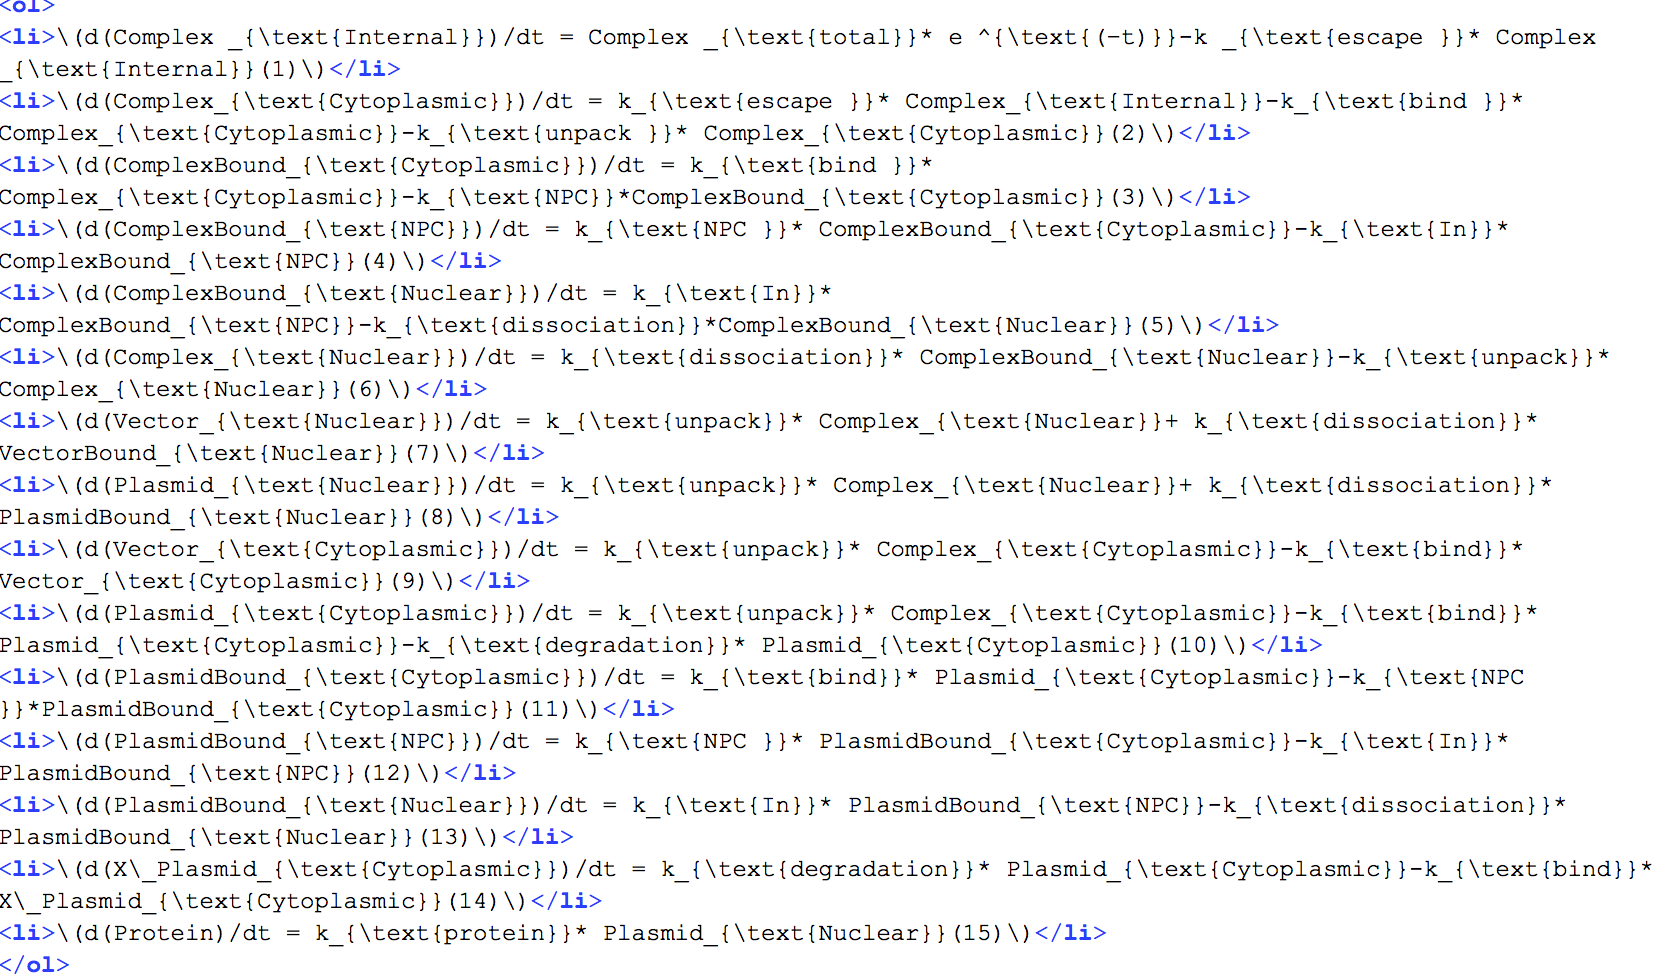 <ol>
<li>\(d(Complex _{\text{Internal}})/dt = Complex _{\text{total}}* e ^{\text{(−t)}}-k _{\text{escape }}* Complex
_{\text{Internal}}(1)\)</li>
<li>\(d(Complex_{\text{Cytoplasmic}})/dt = k_{\text{escape }}* Complex_{\text{Internal}}-k_{\text{bind }}*
Complex_{\text{Cytoplasmic}}-k_{\text{unpack }}* Complex_{\text{Cytoplasmic}}(2)\)</li>
<li>\(d(ComplexBound_{\text{Cytoplasmic}})/dt = k_{\text{bind }}*
Complex_{\text{Cytoplasmic}}-k_{\text{NPC}}*ComplexBound_{\text{Cytoplasmic}}(3)\)</li>
<li>\(d(ComplexBound_{\text{NPC}})/dt = k_{\text{NPC }}* ComplexBound_{\text{Cytoplasmic}}-k_{\text{In}}*
ComplexBound_{\text{NPC}}(4)\)</li>
<li>\(d(ComplexBound_{\text{Nuclear}})/dt = k_{\text{In}}*
ComplexBound_{\text{NPC}}-k_{\text{dissociation}}*ComplexBound_{\text{Nuclear}}(5)\)</li>
<li>\(d(Complex_{\text{Nuclear}})/dt = k_{\text{dissociation}}* ComplexBound_{\text{Nuclear}}-k_{\text{unpack}}*
Complex_{\text{Nuclear}}(6)\)</li>
<li>\(d(Vector_{\text{Nuclear}})/dt = k_{\text{unpack}}* Complex_{\text{Nuclear}}+ k_{\text{dissociation}}*
VectorBound_{\text{Nuclear}}(7)\)</li>
<li>\(d(Plasmid_{\text{Nuclear}})/dt = k_{\text{unpack}}* Complex_{\text{Nuclear}}+ k_{\text{dissociation}}*
PlasmidBound_{\text{Nuclear}}(8)\)</li>
<li>\(d(Vector_{\text{Cytoplasmic}})/dt = k_{\text{unpack}}* Complex_{\text{Cytoplasmic}}-k_{\text{bind}}*
Vector_{\text{Cytoplasmic}}(9)\)</li>
<li>\(d(Plasmid_{\text{Cytoplasmic}})/dt = k_{\text{unpack}}* Complex_{\text{Cytoplasmic}}-k_{\text{bind}}*
Plasmid_{\text{Cytoplasmic}}-k_{\text{degradation}}* Plasmid_{\text{Cytoplasmic}}(10)\)</li>
<li>\(d(PlasmidBound_{\text{Cytoplasmic}})/dt = k_{\text{bind}}* Plasmid_{\text{Cytoplasmic}}-k_{\text{NPC
}}*PlasmidBound_{\text{Cytoplasmic}}(11)\)</li>
<li>\(d(PlasmidBound_{\text{NPC}})/dt = k_{\text{NPC }}* PlasmidBound_{\text{Cytoplasmic}}-k_{\text{In}}*
PlasmidBound_{\text{NPC}}(12)\)</li>
<li>\(d(PlasmidBound_{\text{Nuclear}})/dt = k_{\text{In}}* PlasmidBound_{\text{NPC}}-k_{\text{dissociation}}*
PlasmidBound_{\text{Nuclear}}(13)\)</li>
<li>\(d(X\_Plasmid_{\text{Cytoplasmic}})/dt = k_{\text{degradation}}* Plasmid_{\text{Cytoplasmic}}-k_{\text{bind}}*
X\_Plasmid_{\text{Cytoplasmic}}(14)\)</li>
<li>\(d(Protein)/dt = k_{\text{protein}}* Plasmid_{\text{Nuclear}}(15)\)</li>
</ol>